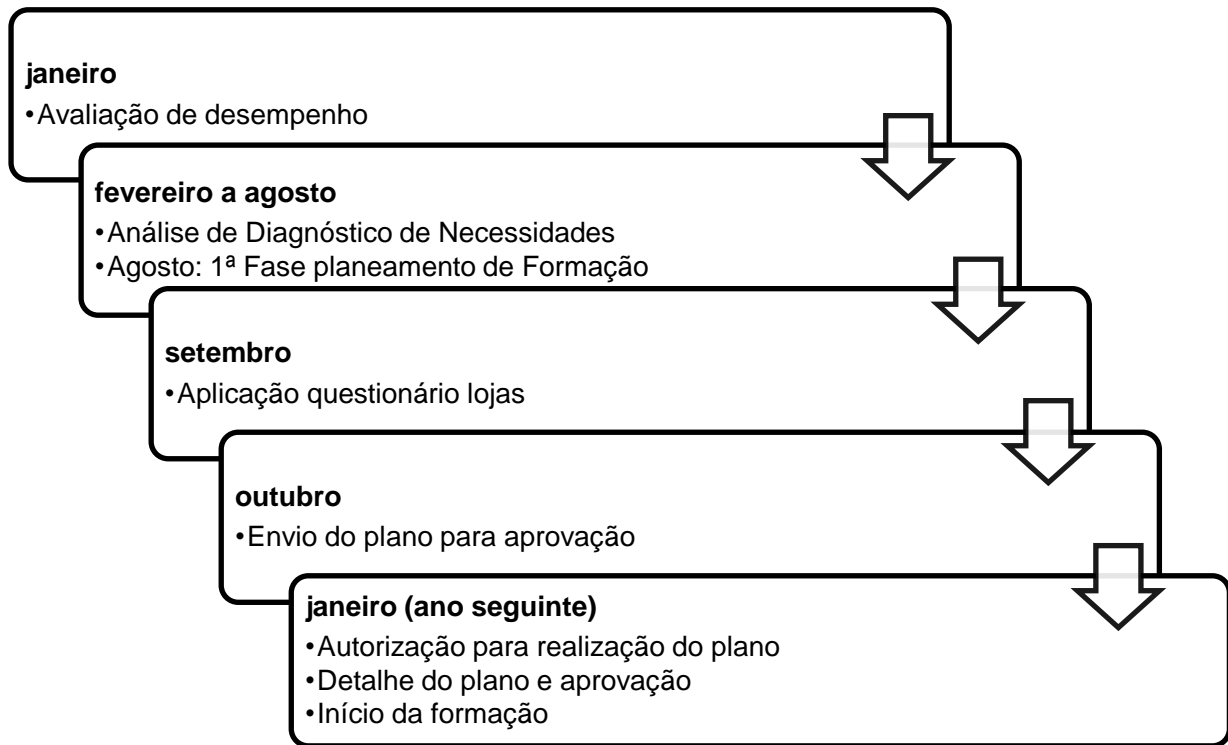 janeiro
•Avaliação de desempenho
fevereiro a agosto
•Análise de Diagnóstico de Necessidades
•Agosto: 1ª Fase planeamento de Formação
setembro
•Aplicação questionário lojas
outubro
•Envio do plano para aprovação
janeiro (ano seguinte)
•Autorização para realização do plano
•Detalhe do plano e aprovação
•Início da formação